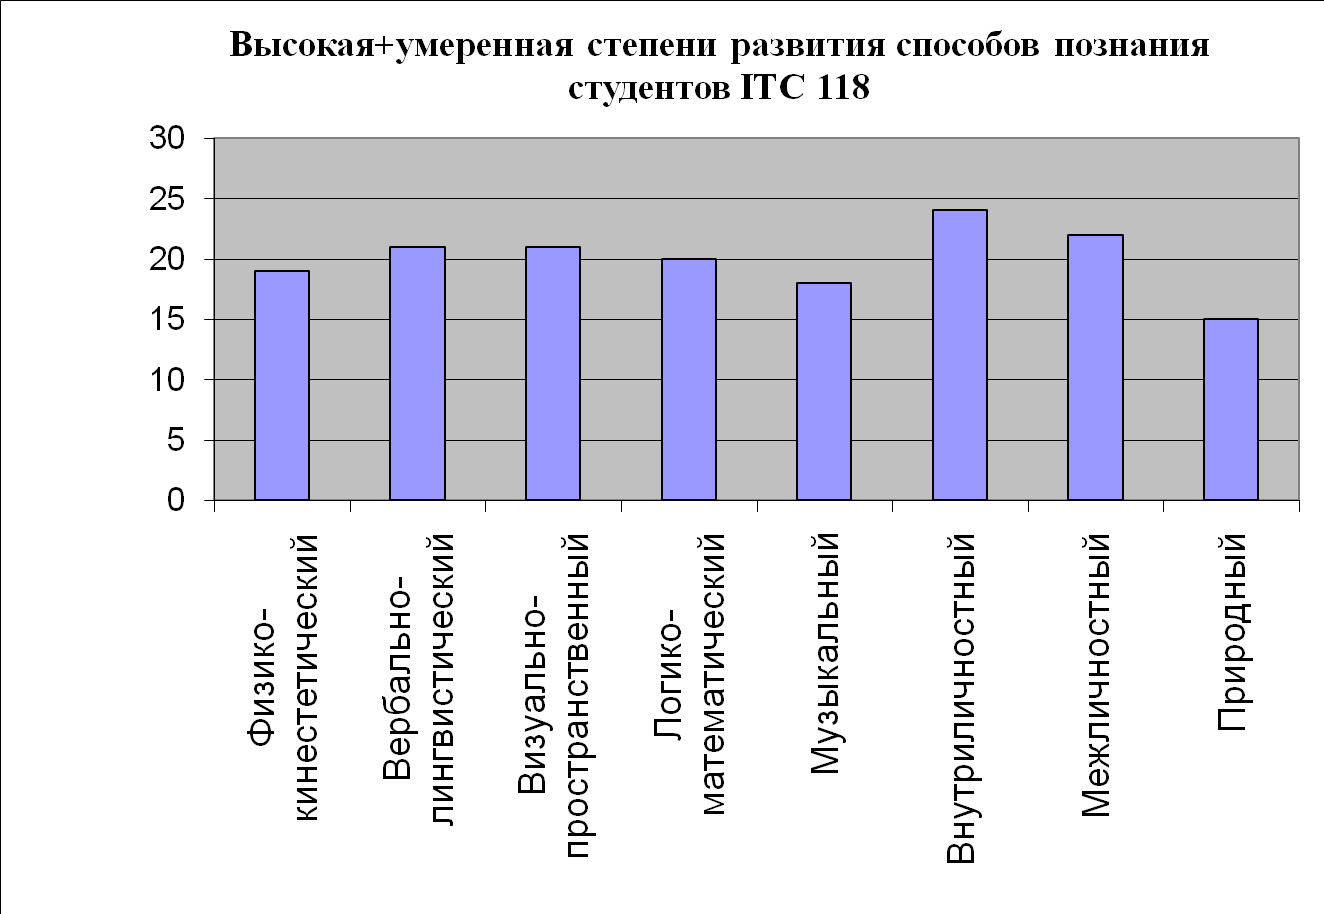 Высокая+умеренная степени развития способов познания
студентов ITC 118
30
25
20
15
10
5
0
Физико-
кинестетический
Вербально-
лингвистический
Визуально-
пространственный
Логико-
математический
Музыкальный
Внутриличностный
Межличностный
Природный